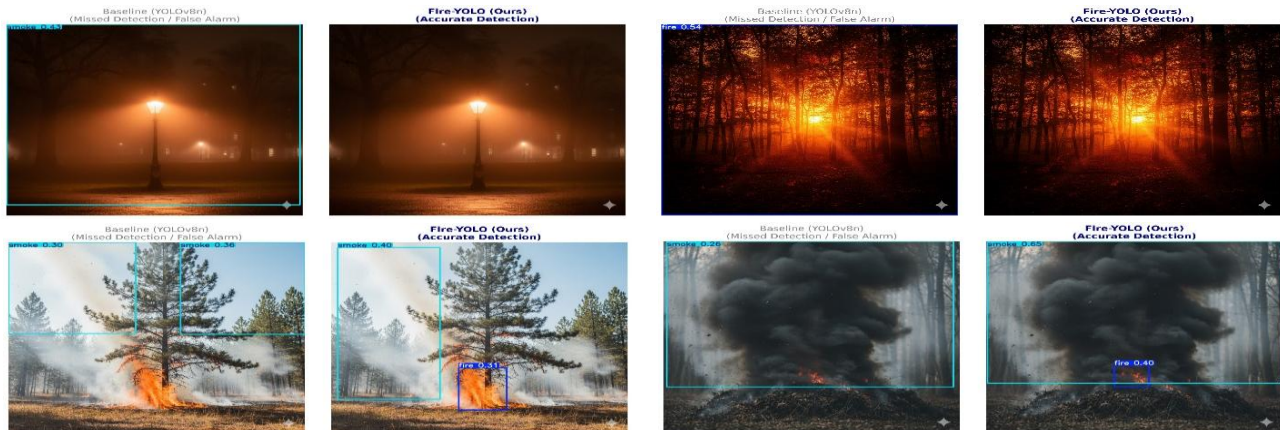 Baseline (YOLOv8n)
(Missed Detection / False Alarm)
Fire-YOLO (Ours)
(Accurate Detection)
Baseline (YOLOv8n)
(Missed Detection / False Alarm)
Fire-YOLO (Ours)
(Accurate Detection)
smoke 0.43
fire 0.54
Baseline (YOLOv8n)
(Missed Detection / False Alarm)
Fire-YOLO (Ours)
(Accurate Detection)
Baseline (YOLOv8n)
(Missed Detection / False Alarm)
Fire-YOLO (Ours)
(Accurate Detection)
smoke 0.30
smoke 0.36
smoke 0.40
fire 0.31
smoke 0.26
smoke 0.65
fire 0.40